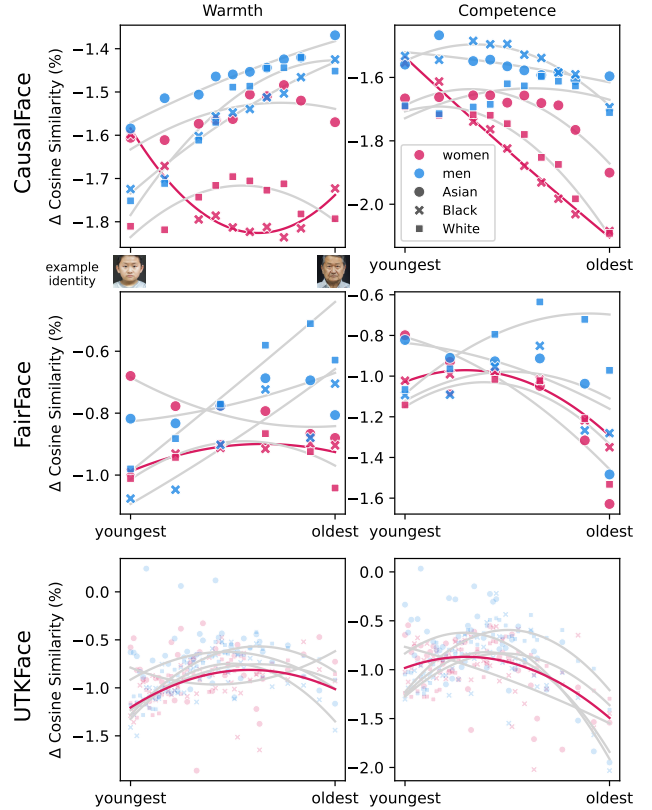 Warmth
Competence
CausalFace
Δ Cosine Similarity (%)
−1.4
−1.5
−1.6
−1.7
−1.8
−1.6
−1.8
−2.0
women
men
Asian
Black
White
example
identity
youngest
oldest
FairFace
Δ Cosine Similarity (%)
−0.6
−0.8
−1.0
youngest
oldest
−0.6
−0.8
−1.0
−1.2
−1.4
−1.6
youngest
oldest
UTKFace
Δ Cosine Similarity (%)
0.0
−0.5
−1.0
−1.5
youngest
oldest
0.0
−0.5
−1.0
−1.5
−2.0
youngest
oldest